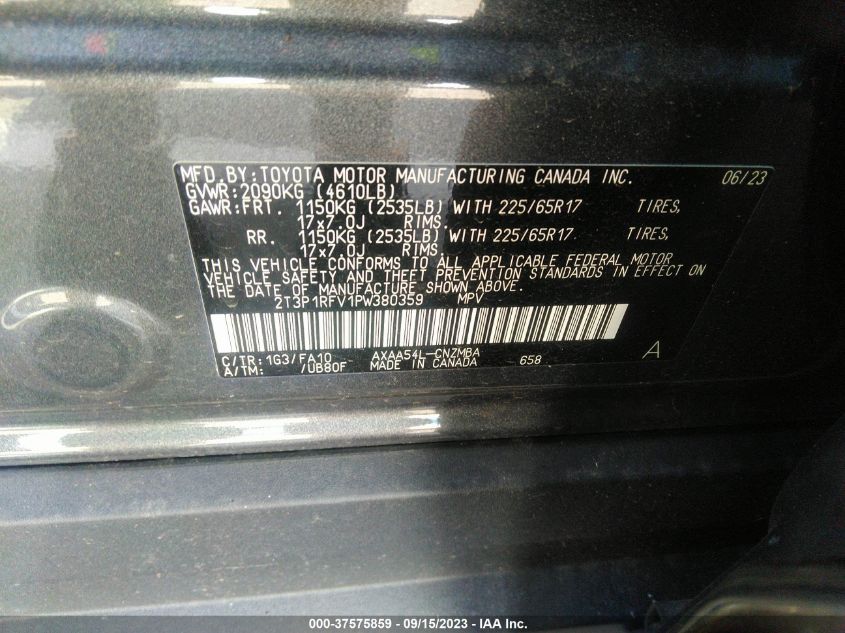 MFD.BY:TOYOTA MOTOR MANUFACTURING CANADA INC. 06/23
GVWR:2090KG (4610LB)
GAWR:FRT. 1150KG (2535LB) WITH 225/65R17 TIRES,
17x7.0J RIMS.
RR. 1150KG (2535LB) WITH 225/65R17 TIRES,
17x7.0J RIMS.
THIS VEHICLE CONFORMS TO ALL APPLICABLE FEDERAL MOTOR
VEHICLE SAFETY AND THEFT PREVENTION STANDARDS IN EFFECT ON
THE DATE OF MANUFACTURE SHOWN ABOVE.
2T3P1RFV1PW380359 MPV
C/TR:1G3/FA10 AXAA54L-CNZMBA 658 A
A/TM: /UB80F MADE IN CANADA
000-37575859 - 09/15/2023 - IAA Inc.